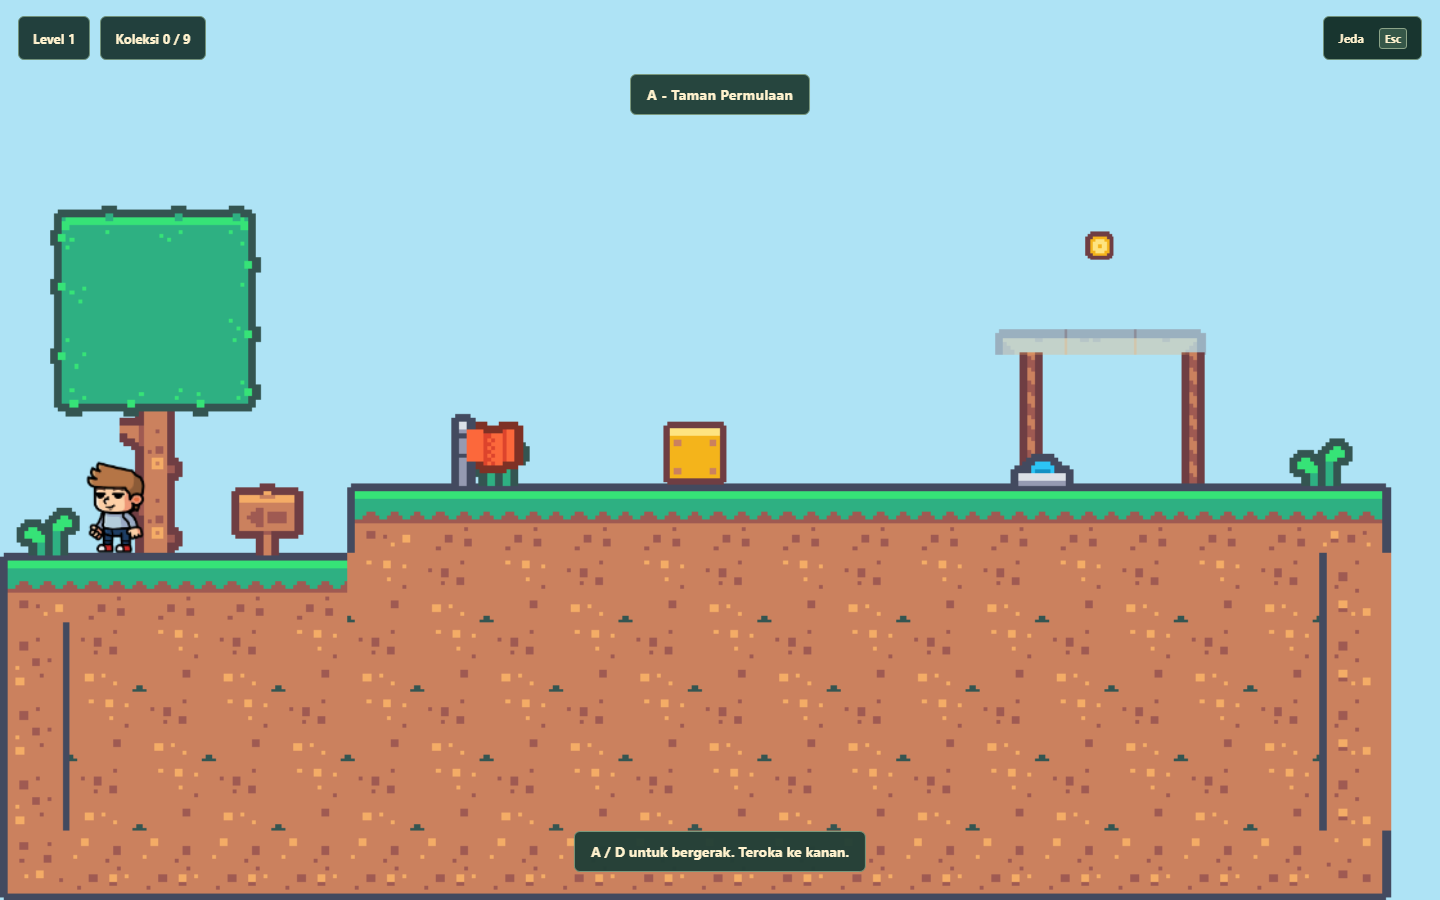 Level 1
Koleksi 0 / 9
Jeda Esc
A - Taman Permulaan
A / D untuk bergerak. Teroka ke kanan.